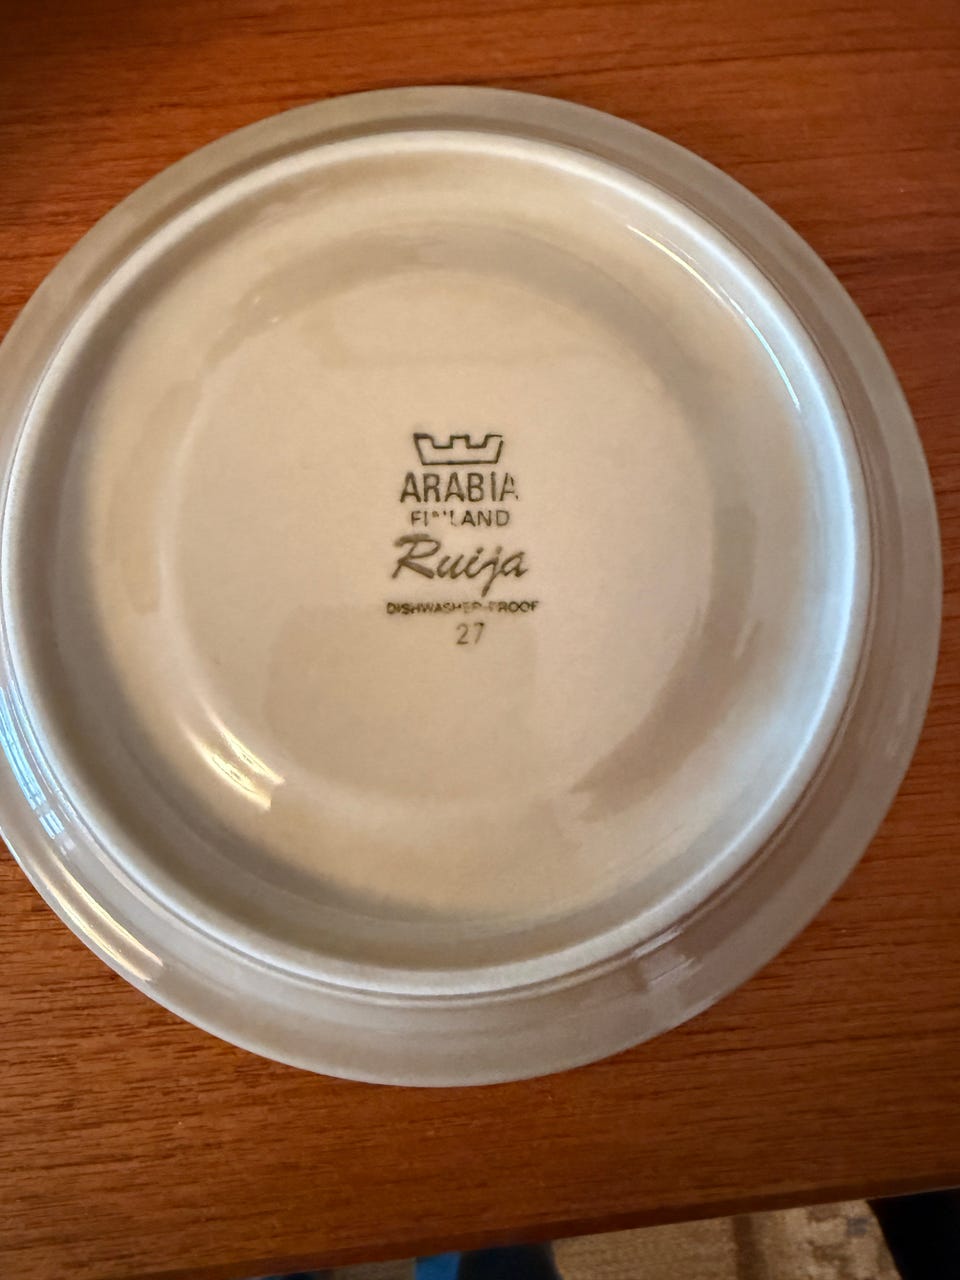 ARABIA
FINLAND
Ruija
DISHWASHER-PROOF
27